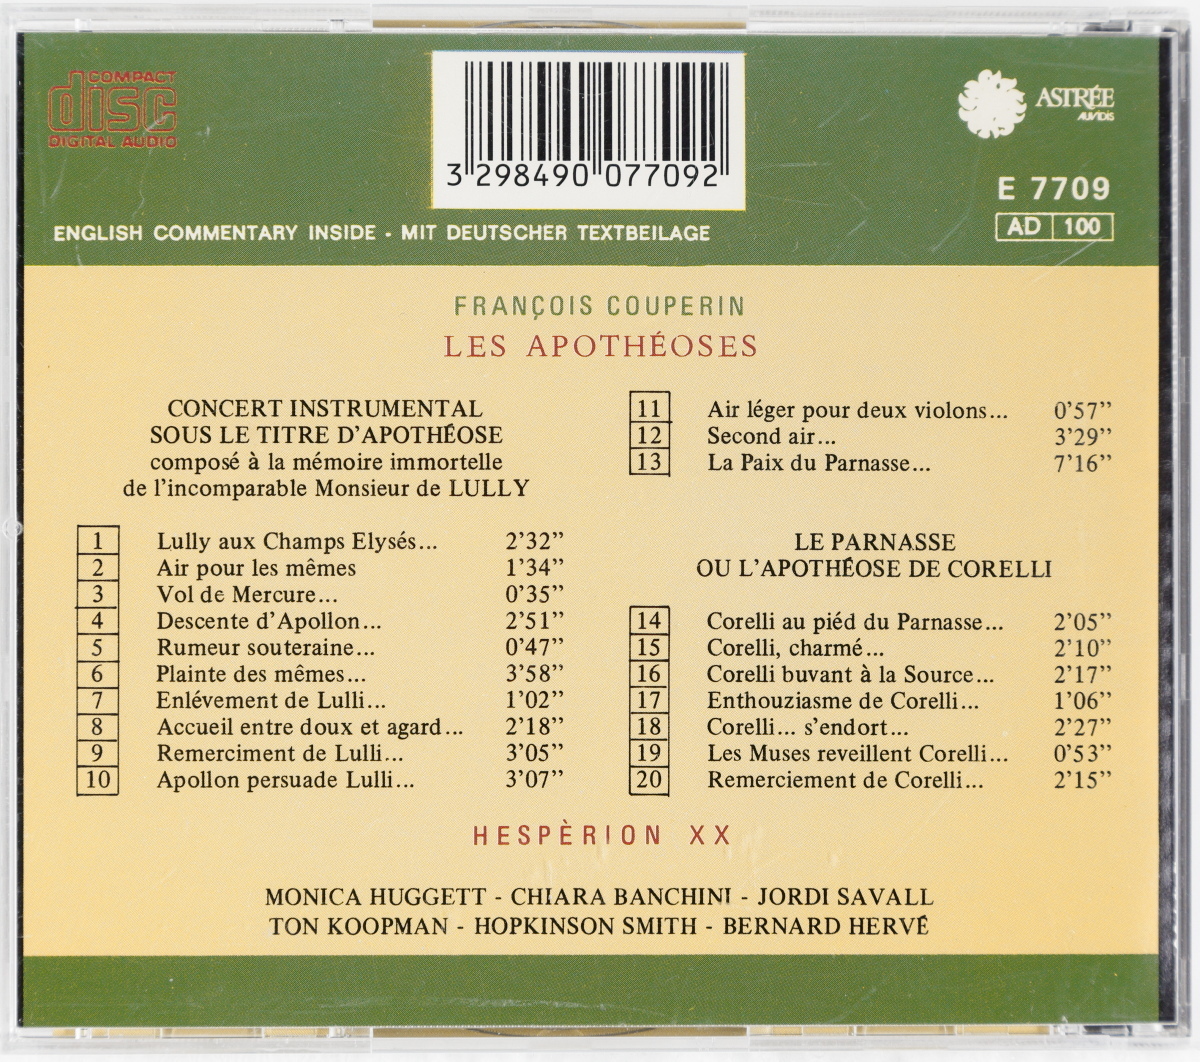 COMPACT
disc
DIGITAL AUDIO
3 298490 077092
ASTRÉE
AUVIDIS
E 7709
AD 100
ENGLISH COMMENTARY INSIDE - MIT DEUTSCHER TEXTBEILAGE
FRANÇOIS COUPERIN
LES APOTHÉOSES
CONCERT INSTRUMENTAL
SOUS LE TITRE D'APOTHÉOSE
composé à la mémoire immortelle
de l'incomparable Monsieur de LULLY
1 Lully aux Champs Elysés... 2'32"
2 Air pour les mêmes 1'34"
3 Vol de Mercure... 0'35"
4 Descente d'Apollon... 2'51"
5 Rumeur souteraine... 0'47"
6 Plainte des mêmes... 3'58"
7 Enlévement de Lulli... 1'02"
8 Accueil entre doux et agard... 2'18"
9 Remerciment de Lulli... 3'05"
10 Apollon persuade Lulli... 3'07"
11 Air léger pour deux violons... 0'57"
12 Second air... 3'29"
13 La Paix du Parnasse... 7'16"
LE PARNASSE
OU L'APOTHÉOSE DE CORELLI
14 Corelli au piéd du Parnasse... 2'05"
15 Corelli, charmé... 2'10"
16 Corelli buvant à la Source... 2'17"
17 Enthouziasme de Corelli... 1'06"
18 Corelli... s'endort... 2'27"
19 Les Muses reveillent Corelli... 0'53"
20 Remerciement de Corelli... 2'15"
HESPÈRION XX
MONICA HUGGETT - CHIARA BANCHINI - JORDI SAVALL
TON KOOPMAN - HOPKINSON SMITH - BERNARD HERVÉ